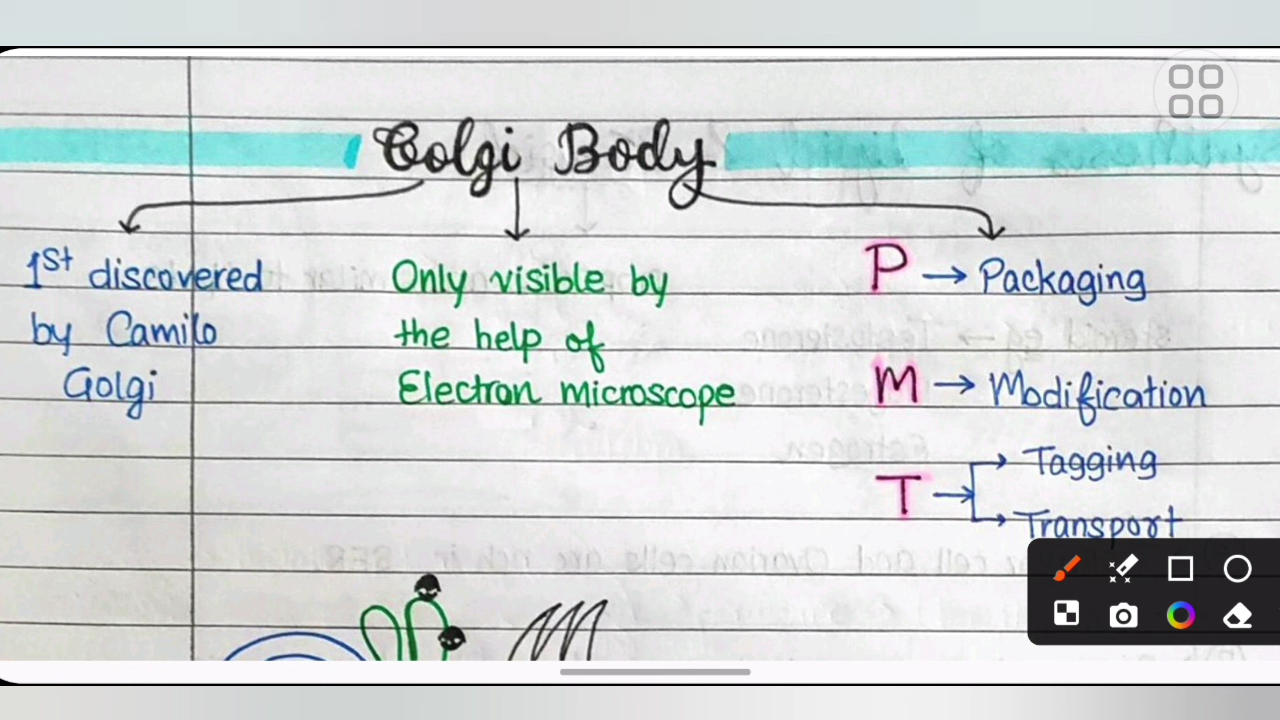 Golgi Body
1st discovered
by Camilo
Golgi
Only visible by
the help of
Electron microscope
P → Packaging
M → Modification
T → Tagging
→ Transport